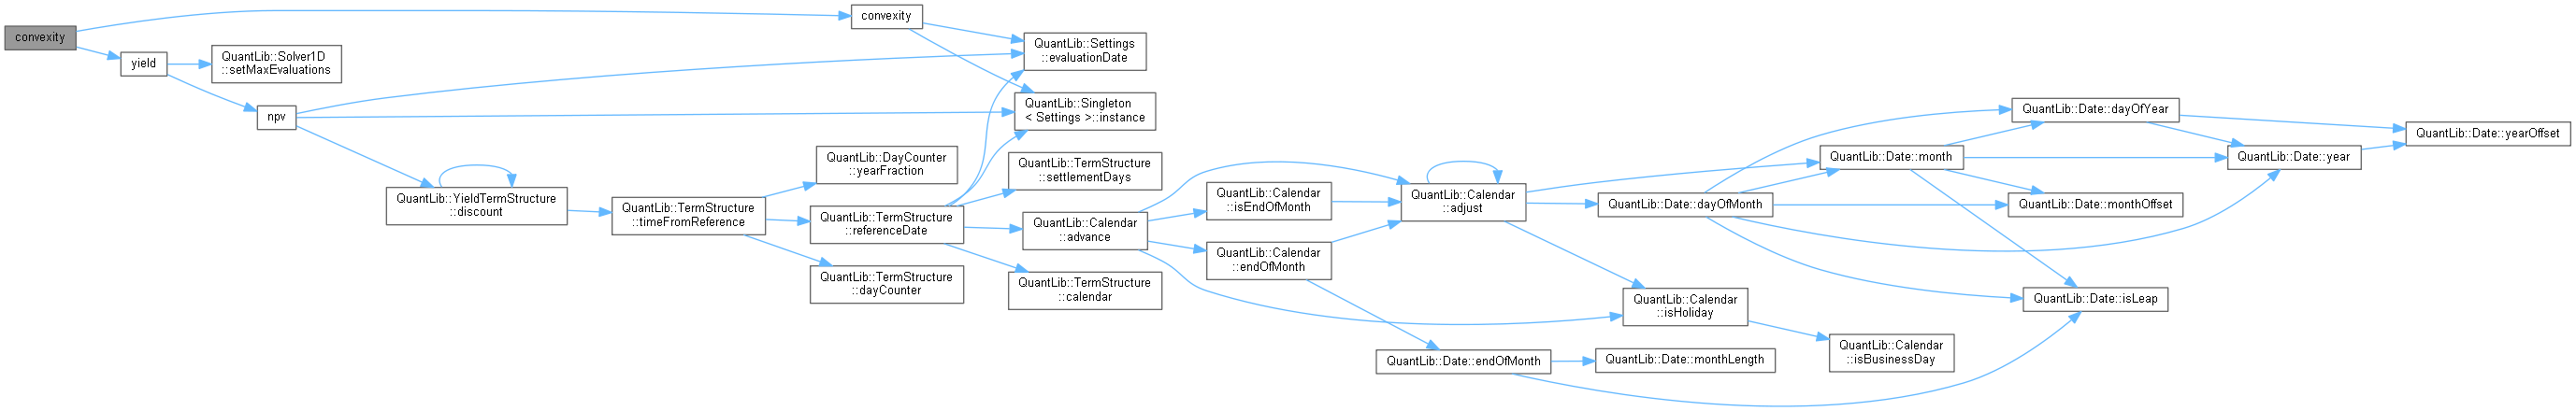 convexity
yield
QuantLib::Solver1D
::setMaxEvaluations
npv
QuantLib::YieldTermStructure
::discount
QuantLib::TermStructure
::timeFromReference
QuantLib::DayCounter
::yearFraction
QuantLib::TermStructure
::referenceDate
QuantLib::TermStructure
::dayCounter
convexity
QuantLib::Settings
::evaluationDate
QuantLib::Singleton
< Settings >::instance
QuantLib::TermStructure
::settlementDays
QuantLib::Calendar
::advance
QuantLib::TermStructure
::calendar
QuantLib::Calendar
::isEndOfMonth
QuantLib::Calendar
::endOfMonth
QuantLib::Calendar
::adjust
QuantLib::Date::endOfMonth
QuantLib::Date::dayOfMonth
QuantLib::Calendar
::isHoliday
QuantLib::Date::monthLength
QuantLib::Date::month
QuantLib::Calendar
::isBusinessDay
QuantLib::Date::dayOfYear
QuantLib::Date::monthOffset
QuantLib::Date::isLeap
QuantLib::Date::year
QuantLib::Date::yearOffset